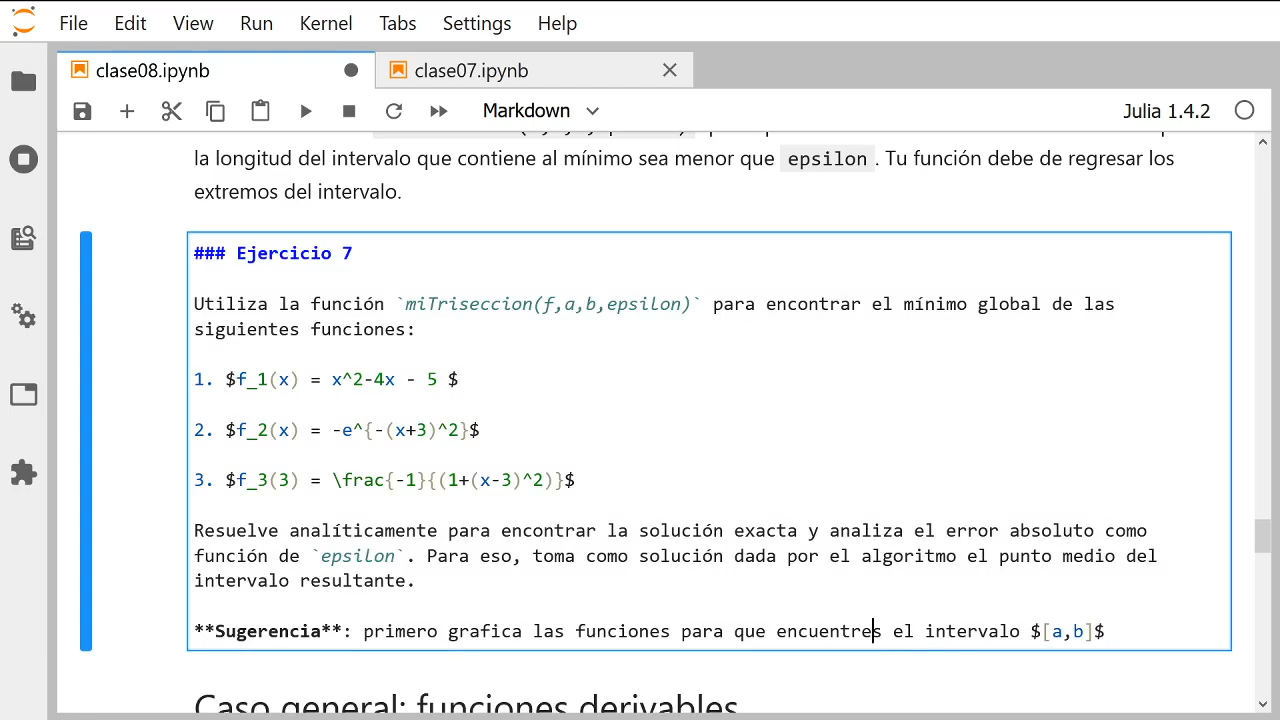 File Edit View Run Kernel Tabs Settings Help
clase08.ipynb clase07.ipynb
Markdown Julia 1.4.2
la longitud del intervalo que contiene al mínimo sea menor que epsilon. Tu función debe de regresar los
extremos del intervalo.
### Ejercicio 7
Utiliza la función `miTriseccion(f,a,b,epsilon)` para encontrar el mínimo global de las
siguientes funciones:
1. $f_1(x) = x^2-4x - 5 $
2. $f_2(x) = -e^{-(x+3)^2}$
3. $f_3(3) = \frac{-1}{(1+(x-3)^2)}$
Resuelve analíticamente para encontrar la solución exacta y analiza el error absoluto como
función de `epsilon`. Para eso, toma como solución dada por el algoritmo el punto medio del
intervalo resultante.
**Sugerencia**: primero grafica las funciones para que encuentres el intervalo $[a,b]$
Caso general: funciones derivables